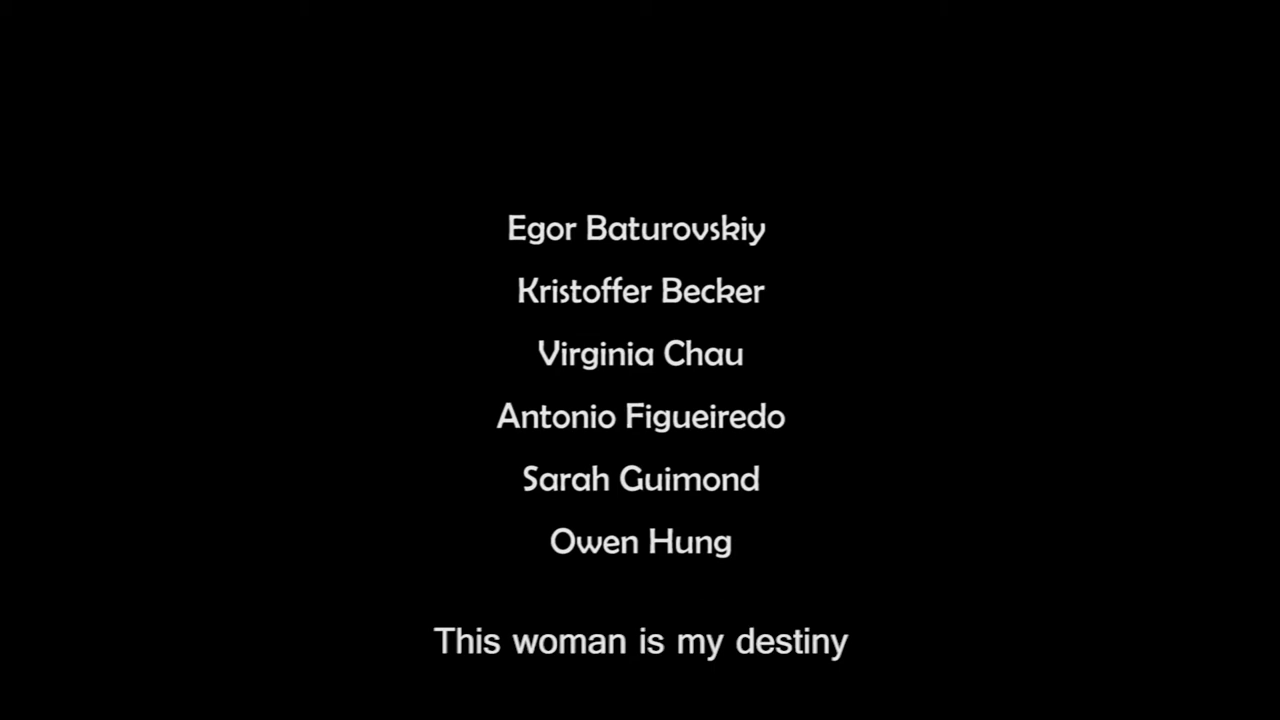 Egor Baturovskiy
Kristoffer Becker
Virginia Chau
Antonio Figueiredo
Sarah Guimond
Owen Hung
This woman is my destiny